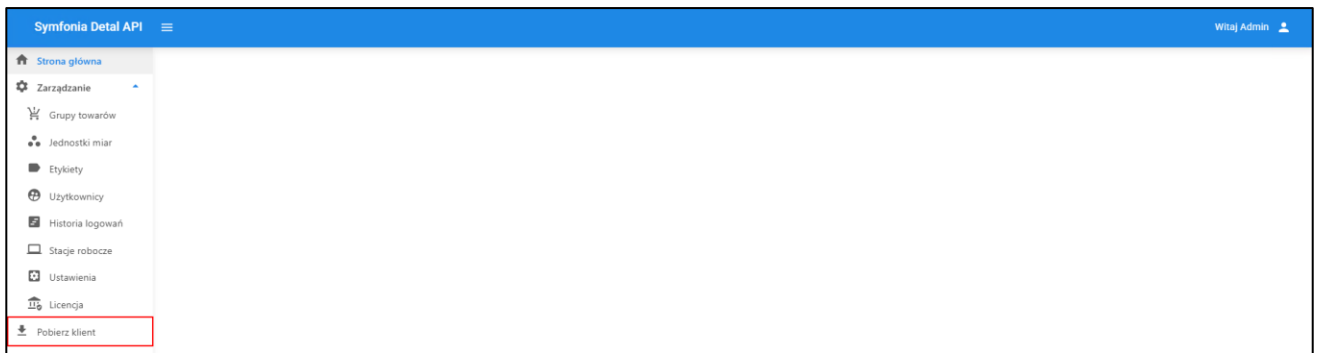 Symfonia Detal API
Witaj Admin
Strona główna
Zarządzanie
Grupy towarów
Jednostki miar
Etykiety
Użytkownicy
Historia logowań
Stacje robocze
Ustawienia
Licencja
Pobierz klient